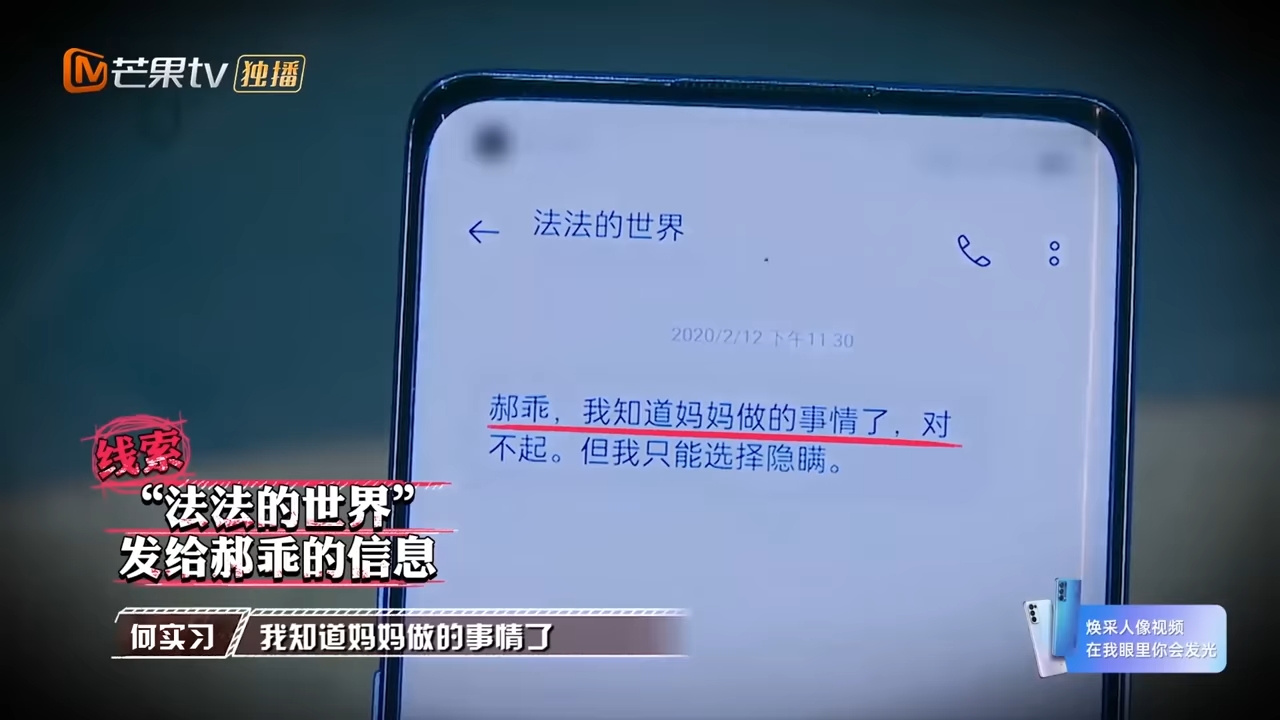 芒果tv 独播
法法的世界
2020/2/12 下午11:30
郝乖，我知道妈妈做的事情了，对
不起。但我只能选择隐瞒。
线索
“法法的世界”
发给郝乖的信息
何实习 我知道妈妈做的事情了
焕采人像视频
在我眼里你会发光